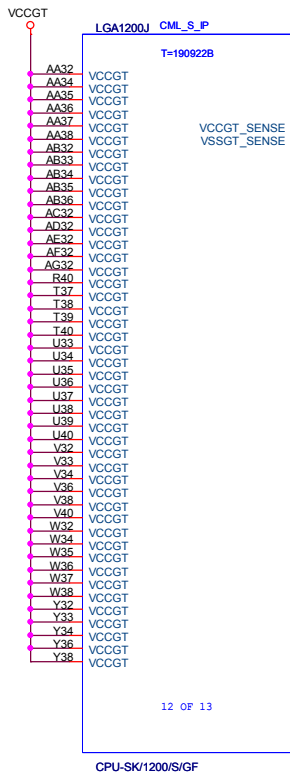 VCCGT
LGA1200J CML_S_IP
T=190922B
AA32 VCCGT
AA34 VCCGT
AA35 VCCGT
AA36 VCCGT
AA37 VCCGT VCCGT_SENSE
AA38 VCCGT VSSGT_SENSE
AB32 VCCGT
AB33 VCCGT
AB34 VCCGT
AB35 VCCGT
AB36 VCCGT
AC32 VCCGT
AD32 VCCGT
AE32 VCCGT
AF32 VCCGT
AG32 VCCGT
R40 VCCGT
T37 VCCGT
T38 VCCGT
T39 VCCGT
T40 VCCGT
U33 VCCGT
U34 VCCGT
U35 VCCGT
U36 VCCGT
U37 VCCGT
U38 VCCGT
U39 VCCGT
U40 VCCGT
V32 VCCGT
V33 VCCGT
V34 VCCGT
V36 VCCGT
V38 VCCGT
V40 VCCGT
W32 VCCGT
W34 VCCGT
W35 VCCGT
W36 VCCGT
W37 VCCGT
W38 VCCGT
Y32 VCCGT
Y33 VCCGT
Y34 VCCGT
Y36 VCCGT
Y38 VCCGT
12 OF 13
CPU-SK/1200/S/GF